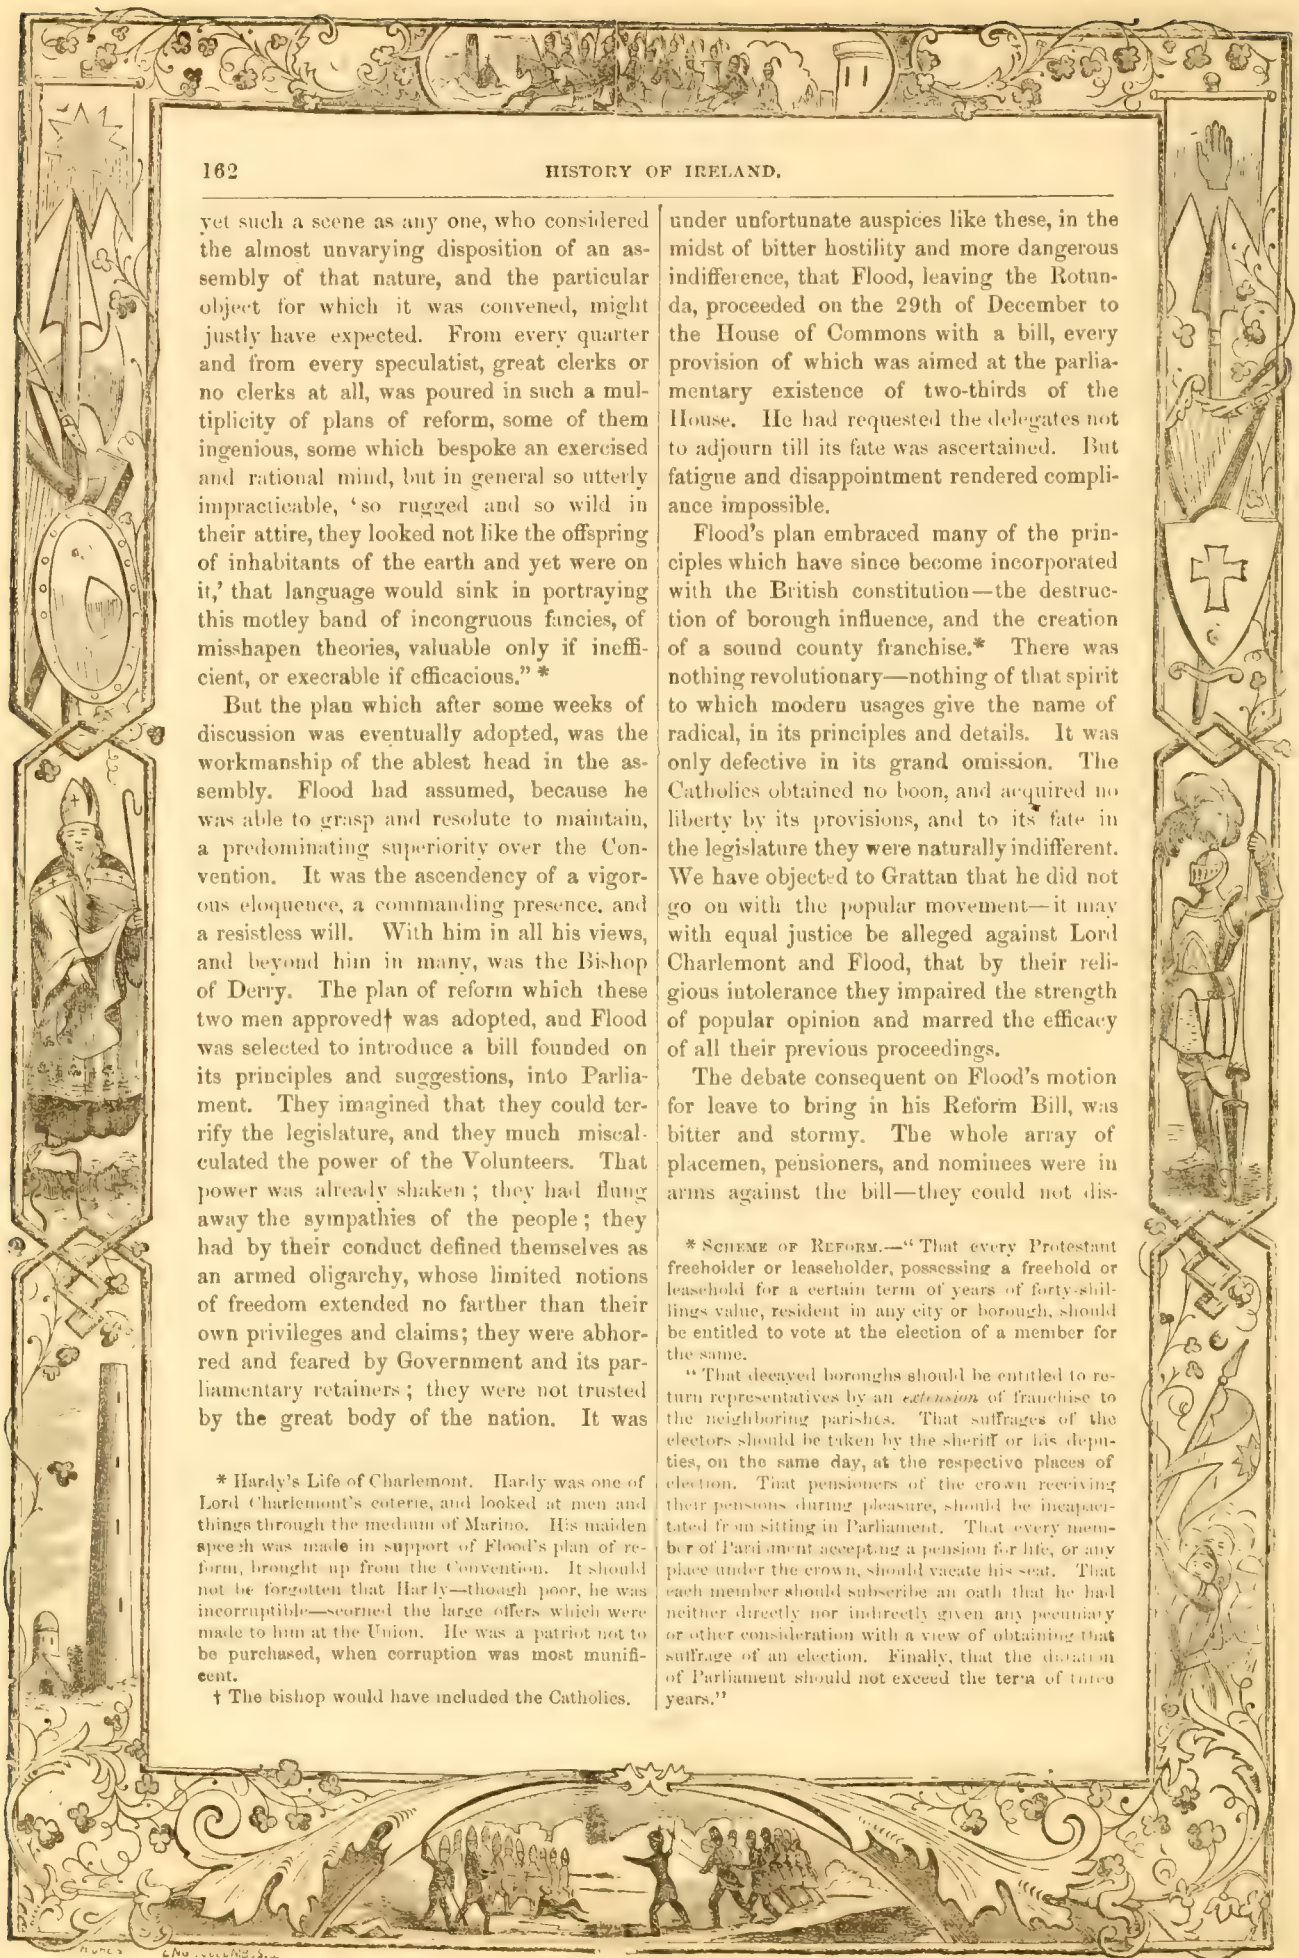 162
HISTORY OF IRELAND.
yet such a scene as any one, who considered
the almost unvarying disposition of an as-
sembly of that nature, and the particular
object for which it was convened, might
justly have expected. From every quarter
and from every speculatist, great clerks or
no clerks at all, was poured in such a mul-
tiplicity of plans of reform, some of them
ingenious, some which bespoke an exercised
and rational mind, but in general so utterly
impracticable, ‘so rugged and so wild in
their attire, they looked not like the offspring
of inhabitants of the earth and yet were on
it,’ that language would sink in portraying
this motley band of incongruous fancies, of
misshapen theories, valuable only if ineffi-
cient, or execrable if efficacious.” *
But the plan which after some weeks of
discussion was eventually adopted, was the
workmanship of the ablest head in the as-
sembly. Flood had assumed, because he
was able to grasp and resolute to maintain,
a predominating superiority over the Con-
vention. It was the ascendency of a vigor-
ous eloquence, a commanding presence, and
a resistless will. With him in all his views,
and beyond him in many, was the Bishop
of Derry. The plan of reform which these
two men approved† was adopted, and Flood
was selected to introduce a bill founded on
its principles and suggestions, into Parlia-
ment. They imagined that they could ter-
rify the legislature, and they much miscal-
culated the power of the Volunteers. That
power was already shaken; they had flung
away the sympathies of the people; they
had by their conduct defined themselves as
an armed oligarchy, whose limited notions
of freedom extended no farther than their
own privileges and claims; they were abhor-
red and feared by Government and its par-
liamentary retainers; they were not trusted
by the great body of the nation. It was
* Hardy's Life of Charlemont. Hardy was one of
Lord Charlemont's coterie, and looked at men and
things through the medium of Marino. His maiden
speech was made in support of Flood's plan of re-
form, brought up from the Convention. It should
not be forgotten that Hardy—though poor, he was
incorruptible—scorned the large offers which were
made to him at the Union. He was a patriot not to
be purchased, when corruption was most munifi-
cent.
† The bishop would have included the Catholics.
under unfortunate auspices like these, in the
midst of bitter hostility and more dangerous
indifference, that Flood, leaving the Rotun-
da, proceeded on the 29th of December to
the House of Commons with a bill, every
provision of which was aimed at the parlia-
mentary existence of two-thirds of the
House. He had requested the delegates not
to adjourn till its fate was ascertained. But
fatigue and disappointment rendered compli-
ance impossible.
Flood's plan embraced many of the prin-
ciples which have since become incorporated
with the British constitution—the destruc-
tion of borough influence, and the creation
of a sound county franchise.* There was
nothing revolutionary—nothing of that spirit
to which modern usages give the name of
radical, in its principles and details. It was
only defective in its grand omission. The
Catholics obtained no boon, and acquired no
liberty by its provisions, and to its fate in
the legislature they were naturally indifferent.
We have objected to Grattan that he did not
go on with the popular movement—it may
with equal justice be alleged against Lord
Charlemont and Flood, that by their reli-
gious intolerance they impaired the strength
of popular opinion and marred the efficacy
of all their previous proceedings.
The debate consequent on Flood's motion
for leave to bring in his Reform Bill, was
bitter and stormy. The whole array of
placemen, pensioners, and nominees were in
arms against the bill—they could not dis-
* SCHEME OF REFORM.—“That every Protestant
freeholder or leaseholder, possessing a freehold or
leasehold for a certain term of years of forty-shil-
lings value, resident in any city or borough, should
be entitled to vote at the election of a member for
the same.
“That decayed boroughs should be entitled to re-
turn representatives by an extension of franchise to
the neighboring parishes. That suffrages of the
electors should be taken by the sheriff or his depu-
ties, on the same day, at the respective places of
election. That pensioners of the crown receiving
their pensions during pleasure, should be incapaci-
tated from sitting in Parliament. That every mem-
ber of Parliament accepting a pension for life, or any
place under the crown, should vacate his seat. That
each member should subscribe an oath that he had
neither directly nor indirectly given any pecuniary
or other consideration with a view of obtaining that
suffrage of an election. Finally, that the duration
of Parliament should not exceed the term of three
years.”